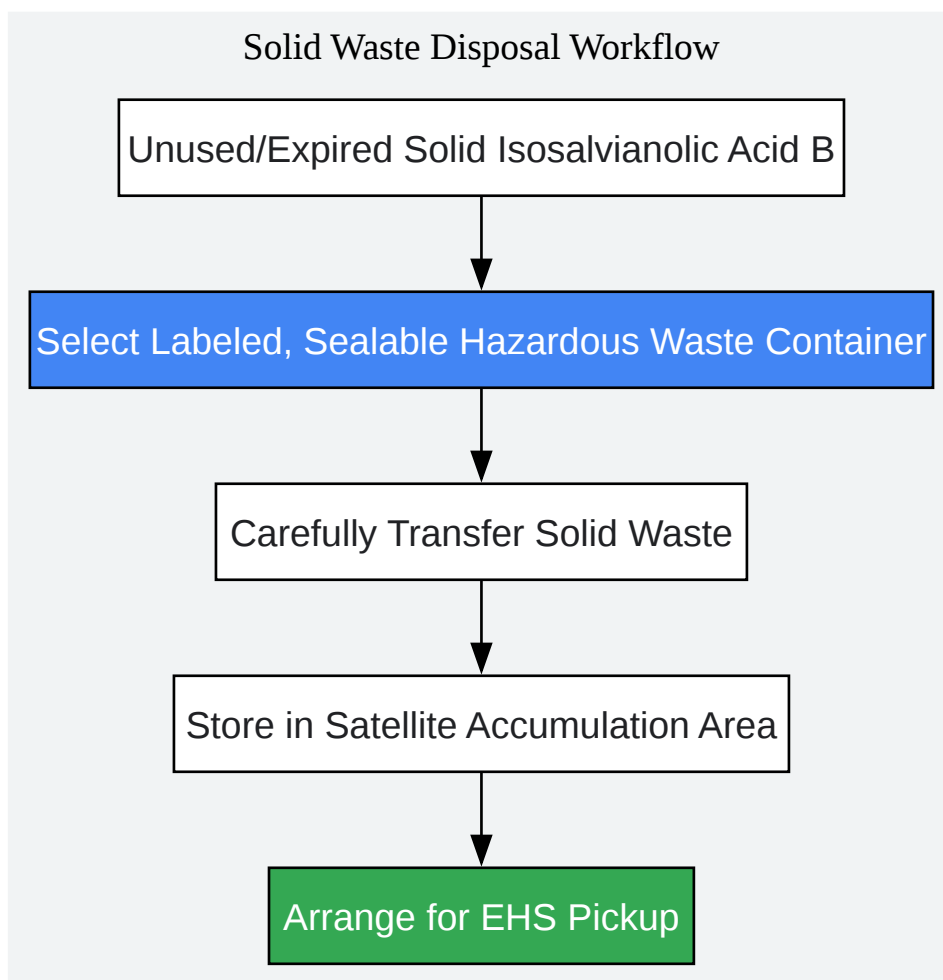 Solid Waste Disposal Workflow
Unused/Expired Solid Isosalvianolic Acid B
Select Labeled, Sealable Hazardous Waste Container
Carefully Transfer Solid Waste
Store in Satellite Accumulation Area
Arrange for EHS Pickup